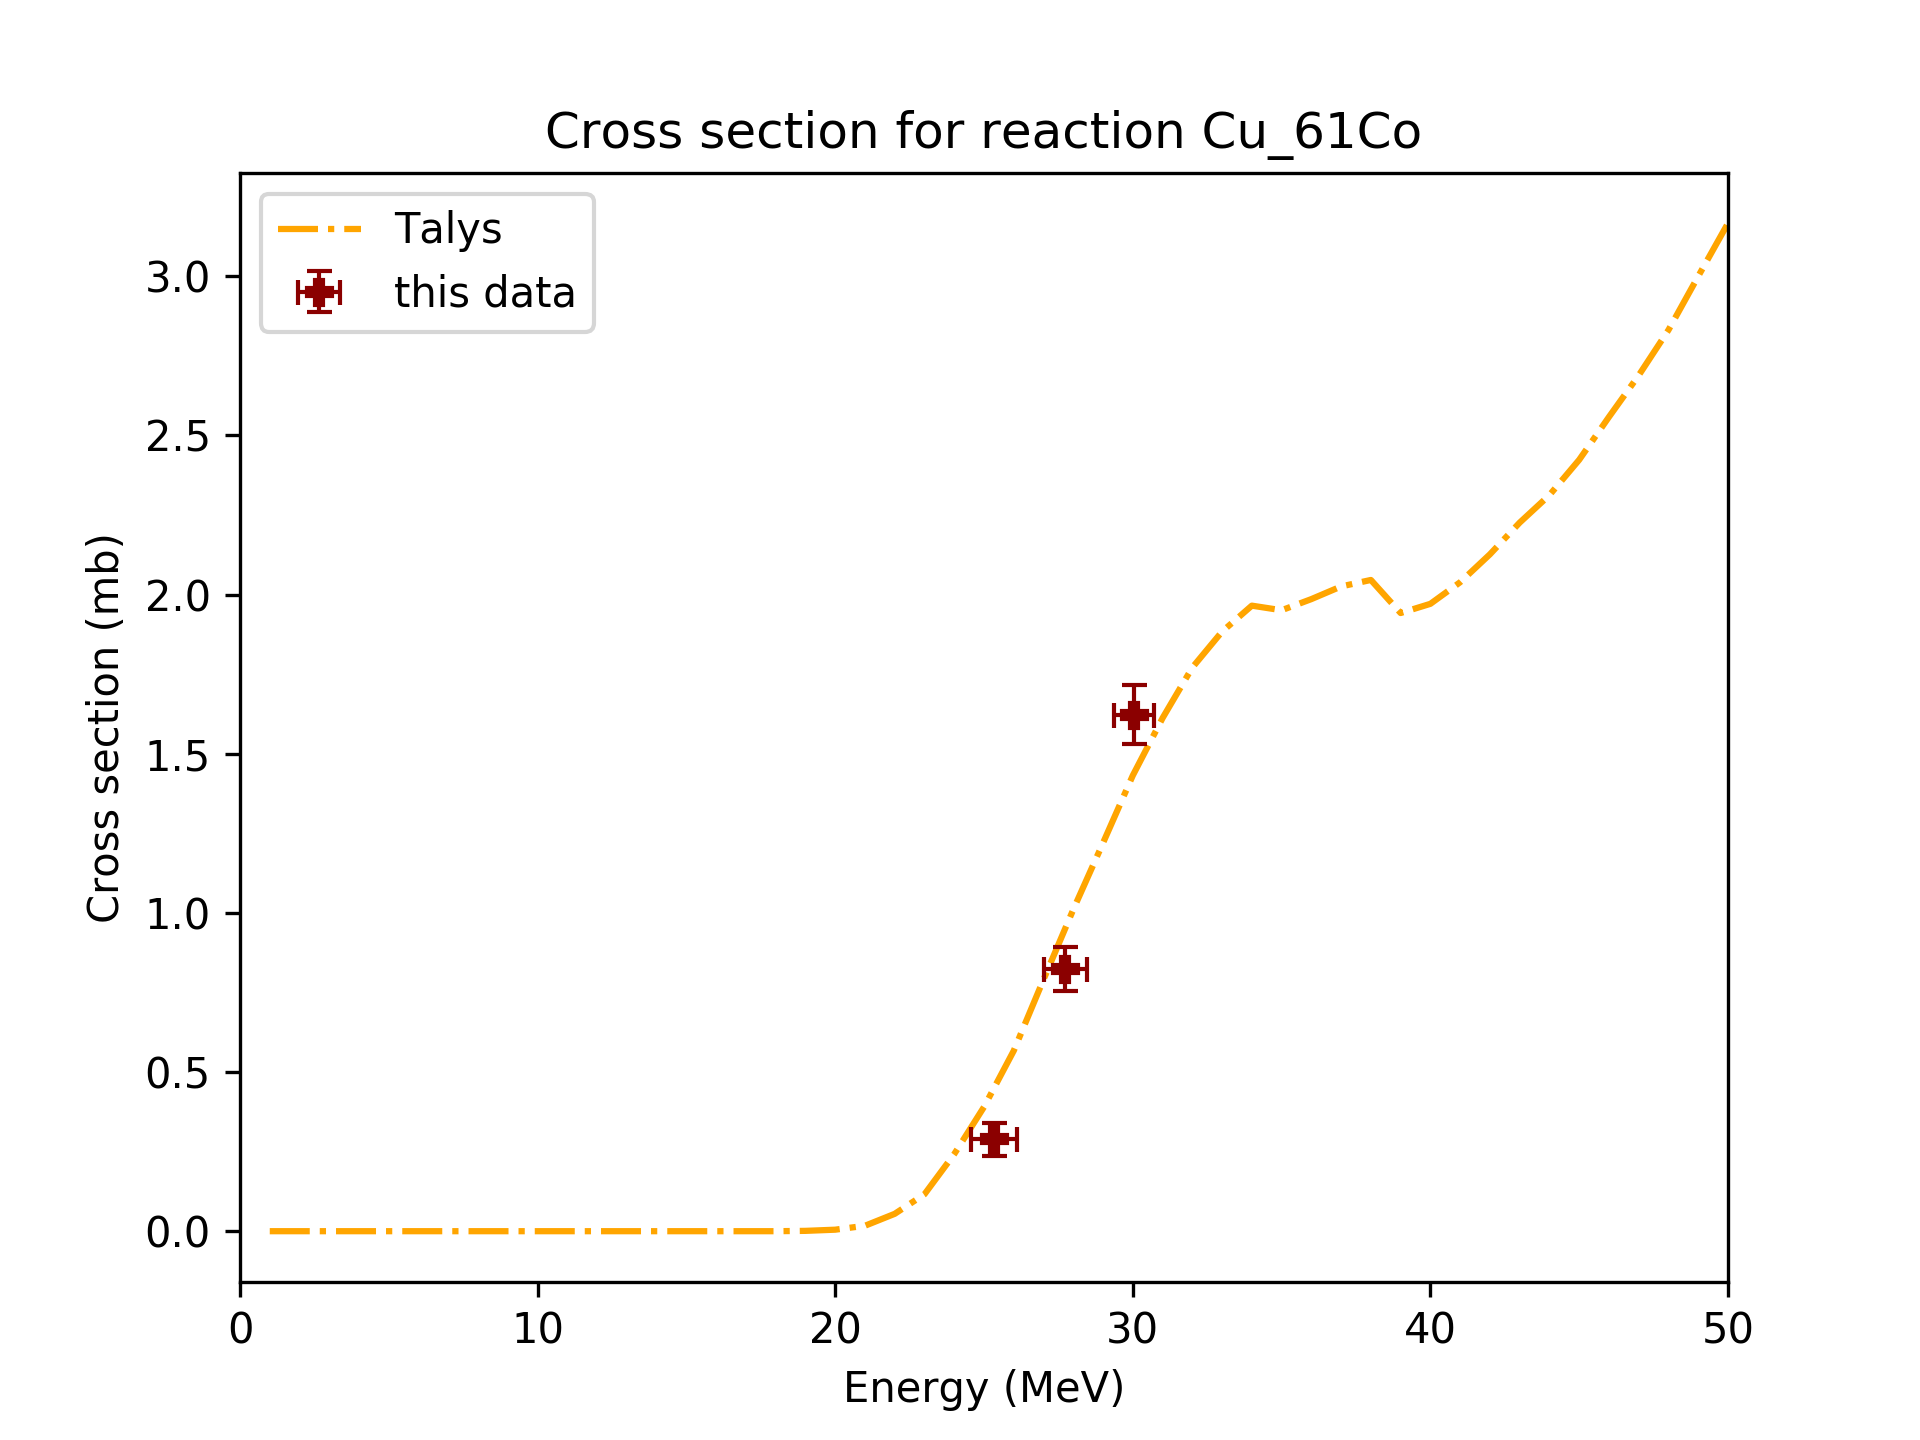 Cross section for reaction Cu_61Co
Talys
this data
3.0
2.5
2.0
1.5
1.0
0.5
0.0
Cross section (mb)
0 10 20 30 40 50
Energy (MeV)